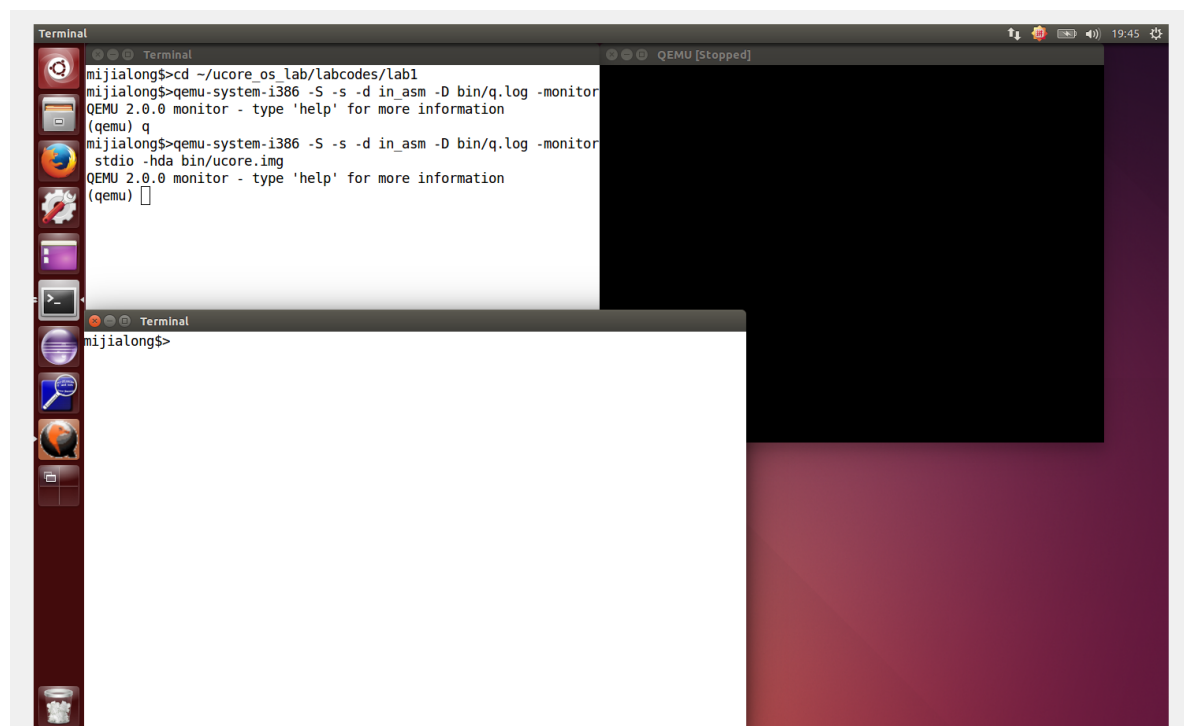 Terminal
19:45
Terminal
QEMU [Stopped]
mijialong$>cd ~/ucore_os_lab/labcodes/lab1
mijialong$>qemu-system-i386 -S -s -d in_asm -D bin/q.log -monitor
QEMU 2.0.0 monitor - type 'help' for more information
(qemu) q
mijialong$>qemu-system-i386 -S -s -d in_asm -D bin/q.log -monitor
 stdio -hda bin/ucore.img
QEMU 2.0.0 monitor - type 'help' for more information
(qemu)
Terminal
mijialong$>